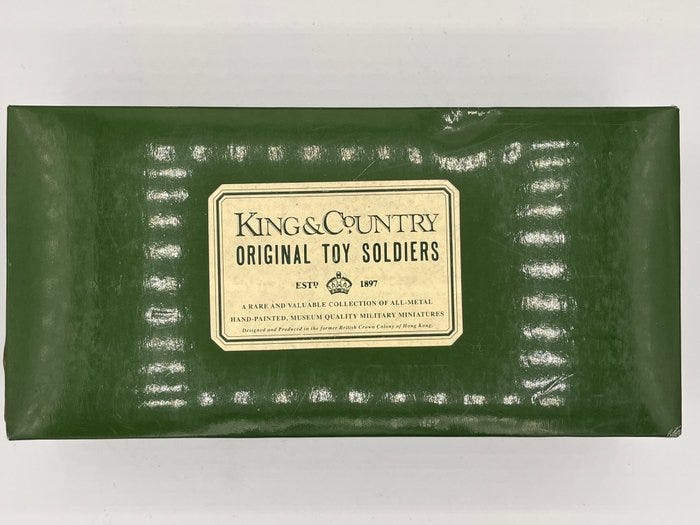 KING & COUNTRY
ORIGINAL TOY SOLDIERS
ESTD 1897
A RARE AND VALUABLE COLLECTION OF ALL-METAL
HAND-PAINTED, MUSEUM QUALITY MILITARY MINIATURES
Designed and Produced in the former British Crown Colony of Hong Kong.